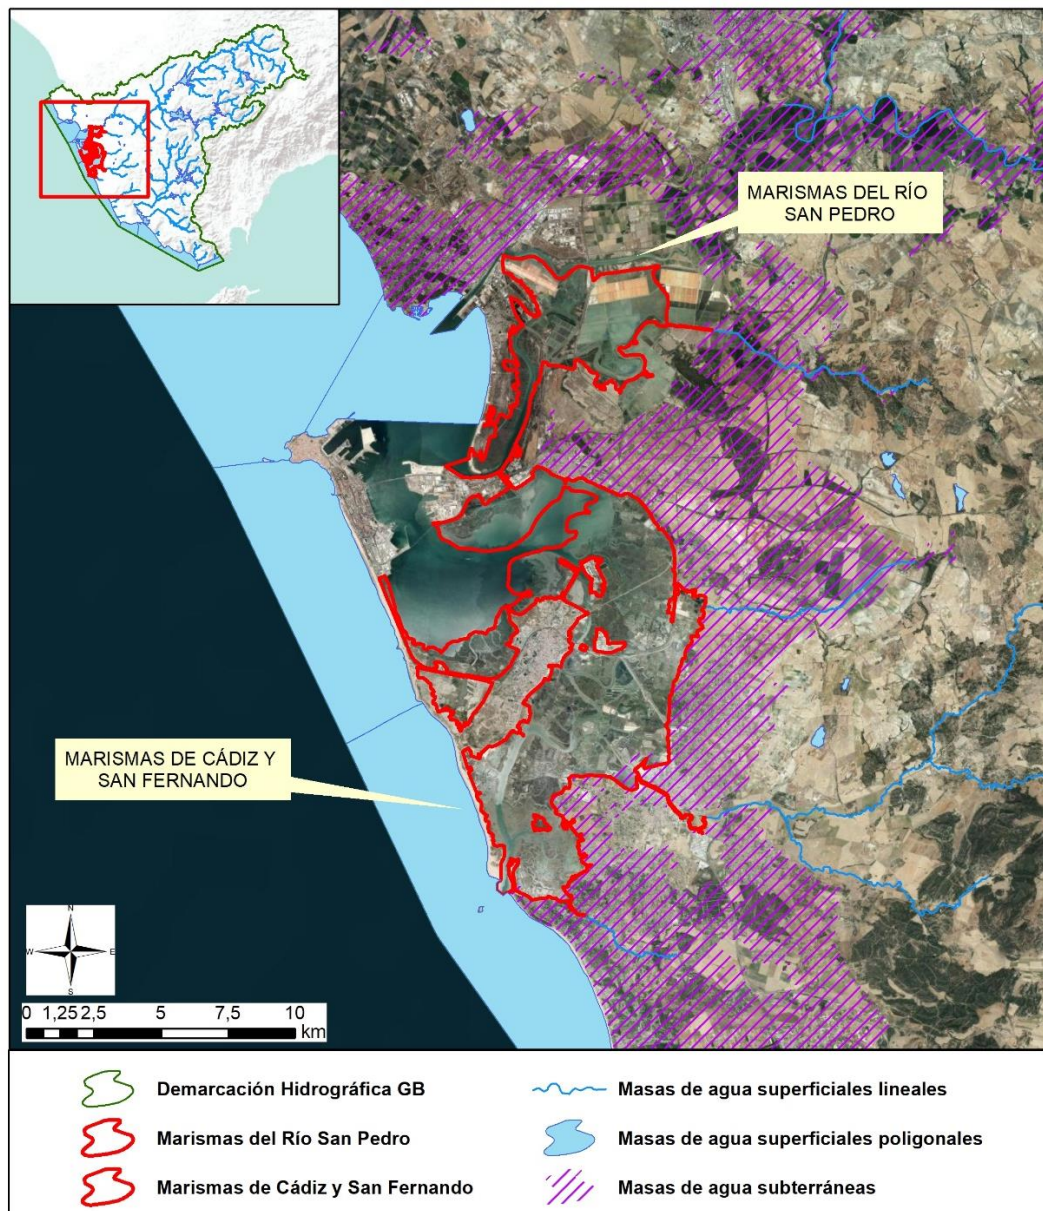 MARISMAS DEL RÍO
SAN PEDRO
MARISMAS DE CÁDIZ Y
SAN FERNANDO
N
W E
S
0 1,25 2,5 5 7,5 10
km
Demarcación Hidrográfica GB
Marismas del Río San Pedro
Marismas de Cádiz y San Fernando
Masas de agua superficiales lineales
Masas de agua superficiales poligonales
Masas de agua subterráneas